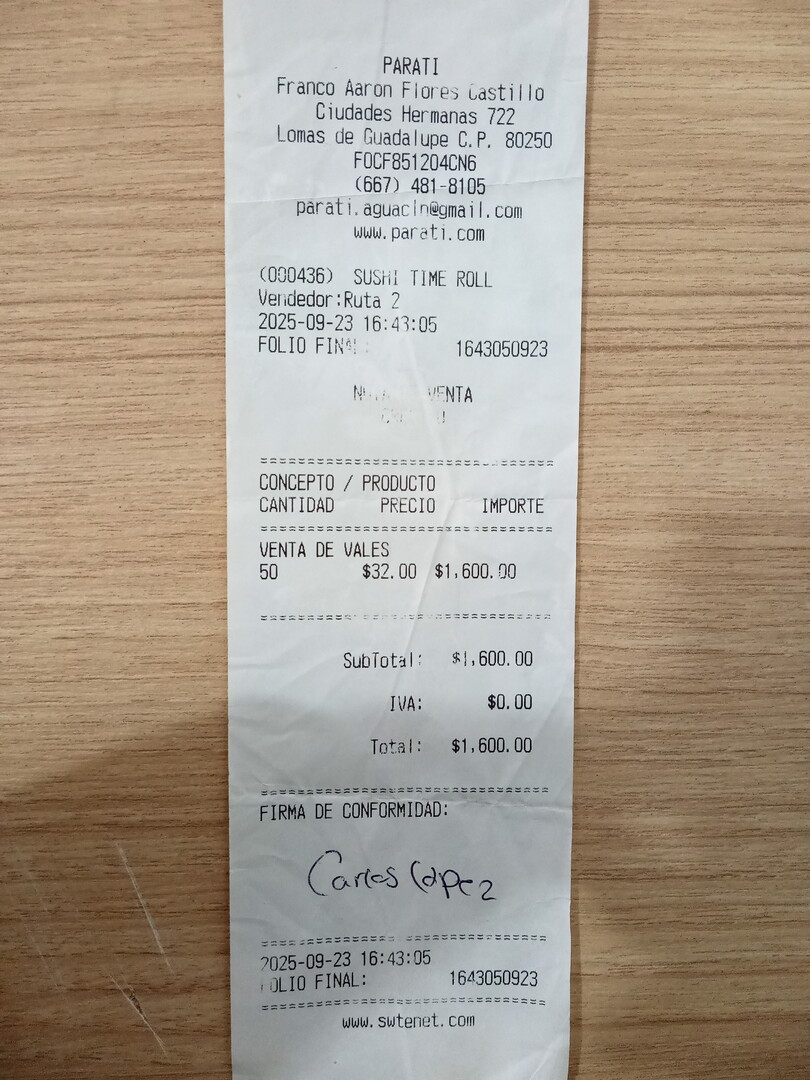 PARATI
Franco Aaron Flores Castillo
Ciudades Hermanas 722
Lomas de Guadalupe C.P. 80250
FOCF851204CN6
(667) 481-8105
parati.aguacln@gmail.com
www.parati.com
(000436) SUSHI TIME ROLL
Vendedor:Ruta 2
2025-09-23 16:43:05
FOLIO FINAL: 1643050923
VENTA
==============================
CONCEPTO / PRODUCTO
CANTIDAD PRECIO IMPORTE
==============================
VENTA DE VALES
50 $32.00 $1,600.00
==============================
SubTotal: $1,600.00
IVA: $0.00
Total: $1,600.00
==============================
FIRMA DE CONFORMIDAD:
Carlos López
==============================
2025-09-23 16:43:05
FOLIO FINAL: 1643050923
==============================
www.swtenet.com